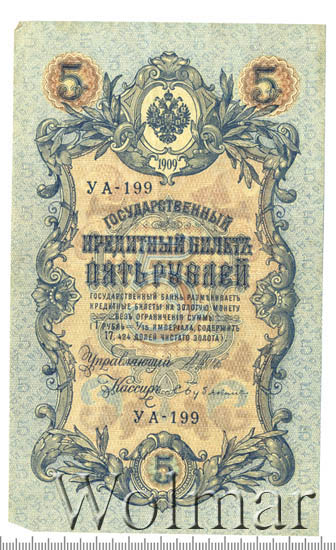 5 5
1909
УА-199
ГОСУДАРСТВЕННЫЙ
КРЕДИТНЫЙ БИЛЕТЪ
ПЯТЬ РУБЛЕЙ
ГОСУДАРСТВЕННЫЙ БАНКЪ РАЗМѢНИВАЕТЪ
КРЕДИТНЫЕ БИЛЕТЫ НА ЗОЛОТУЮ МОНЕТУ
БЕЗЪ ОГРАНИЧЕНІЯ СУММЫ
(1 РУБЛЬ = 1/15 ИМПЕРІАЛА, СОДЕРЖИТЪ
17,424 ДОЛЕЙ ЧИСТАГО ЗОЛОТА)
Управляющій
Кассиръ
УА-199
5
Wolmar